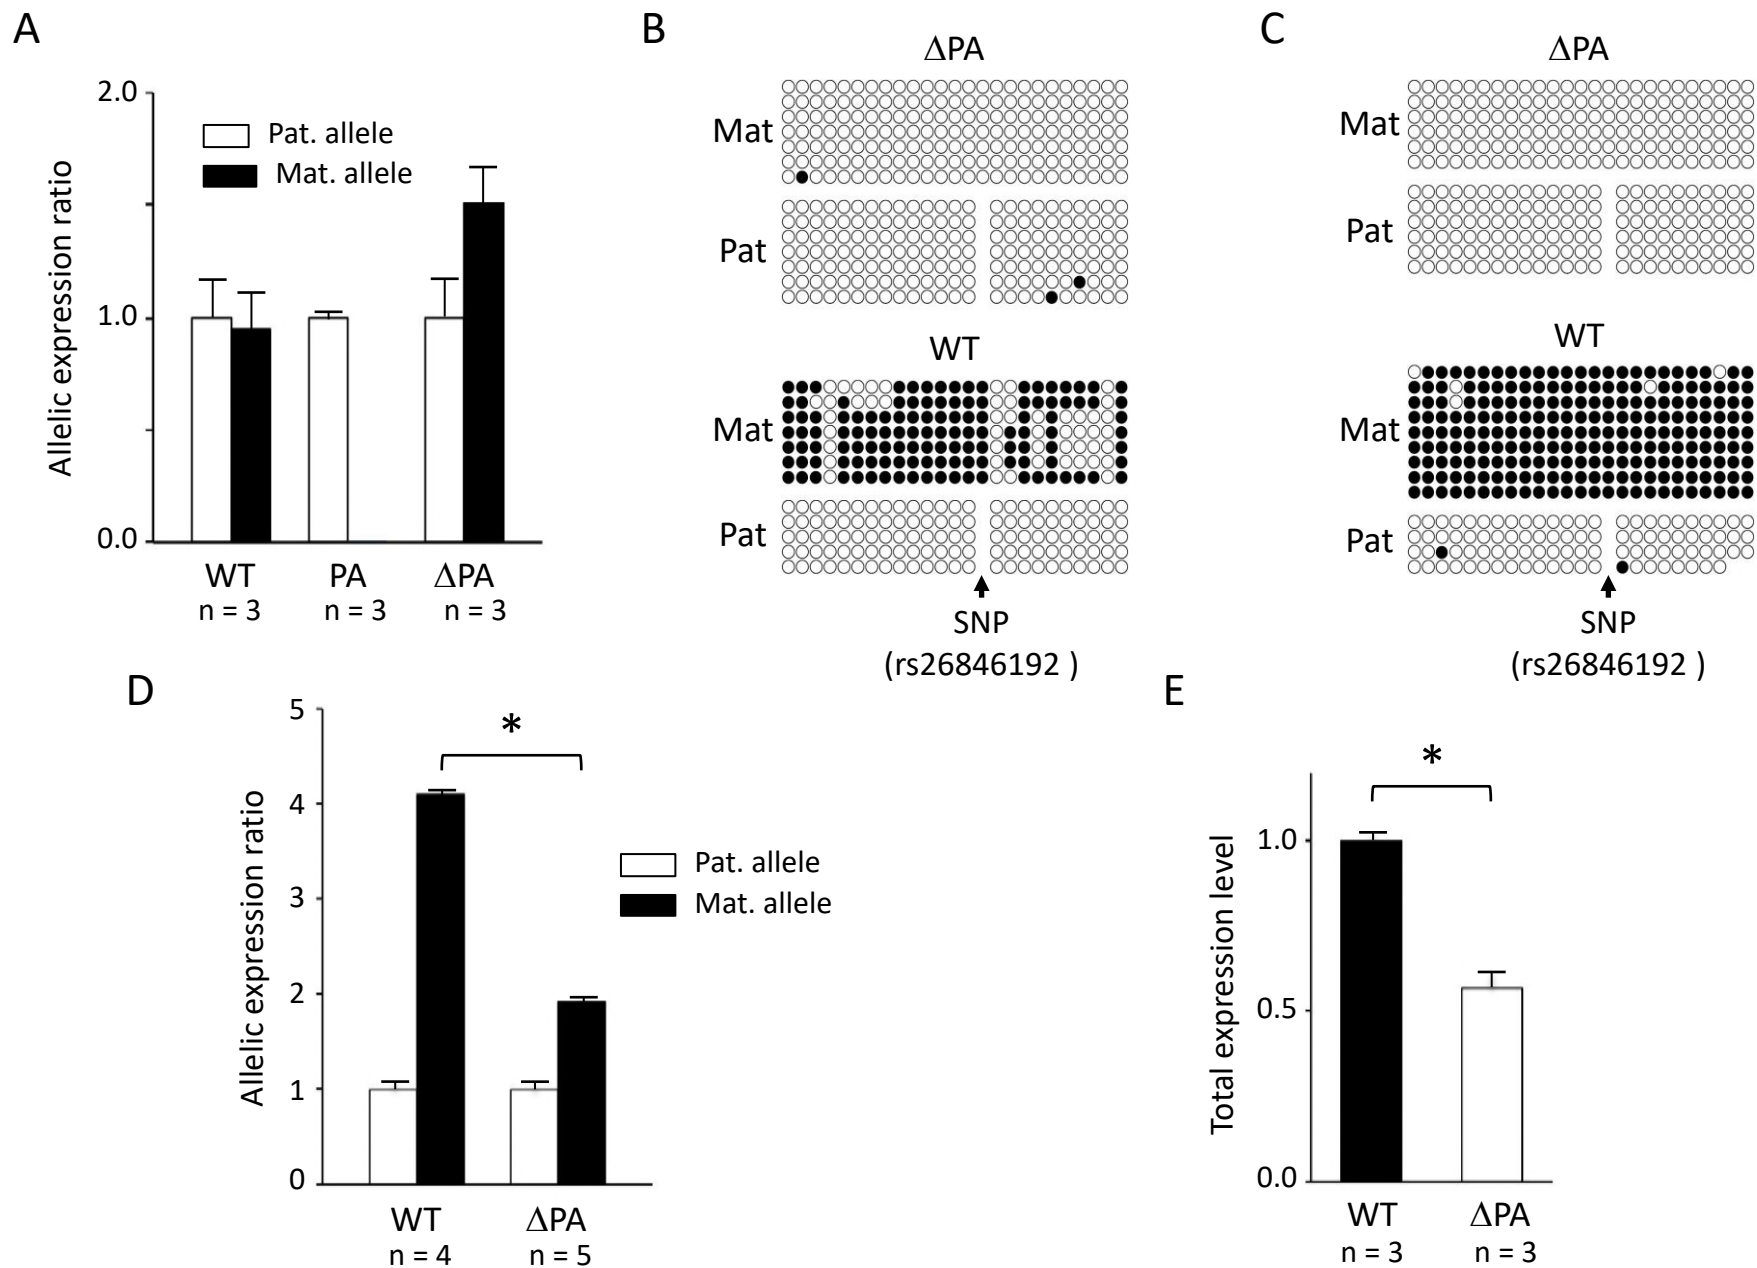 A
2.0
1.0
0.0
Allelic expression ratio
Pat. allele
Mat. allele
WT
PA
ΔPA
n = 3
n = 3
n = 3
B
ΔPA
Mat
Pat
WT
Mat
Pat
SNP
(rs26846192 )
C
ΔPA
Mat
Pat
WT
Mat
Pat
SNP
(rs26846192 )
D
5
4
3
2
1
0
Allelic expression ratio
*
Pat. allele
Mat. allele
WT
ΔPA
n = 4
n = 5
E
1.0
0.5
0.0
Total expression level
*
WT
ΔPA
n = 3
n = 3